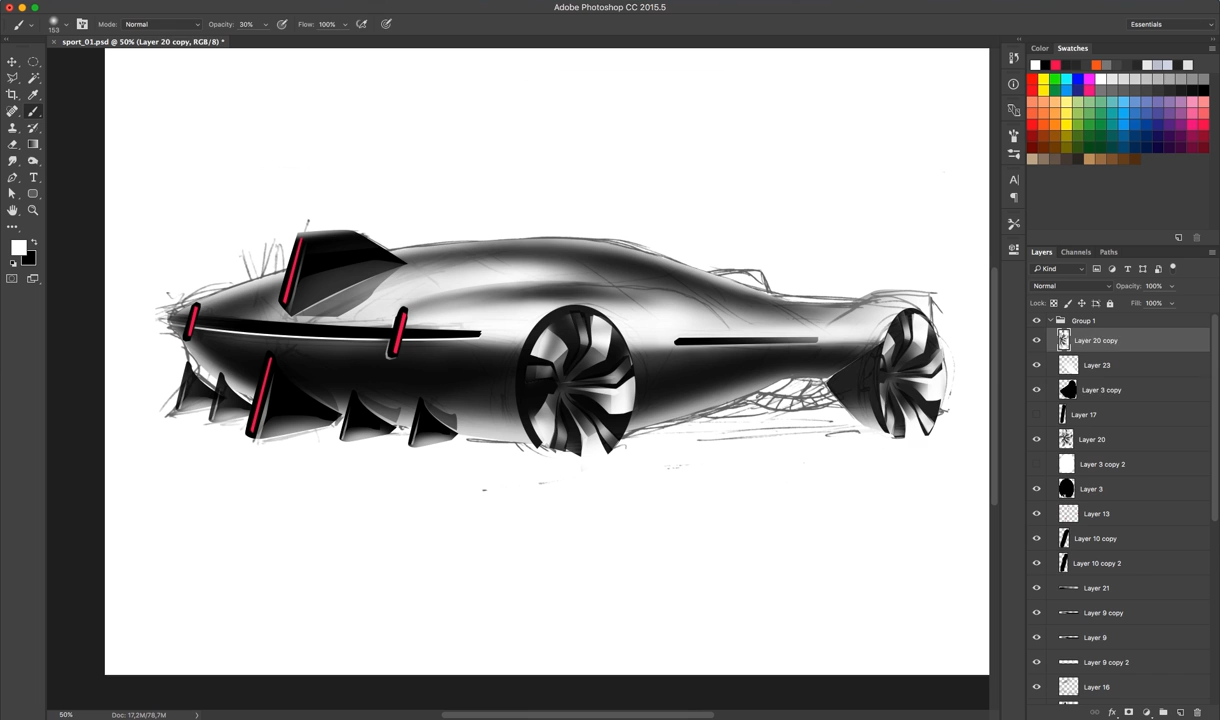 Adobe Photoshop CC 2015.5
153
Mode: Normal
Opacity: 30%
Flow: 100%
Essentials
sport_01.psd @ 50% (Layer 20 copy, RGB/8) *
Color Swatches
Layers Channels Paths
Kind
Normal
Opacity: 100%
Lock:
Fill: 100%
Group 1
Layer 20 copy
Layer 23
Layer 3 copy
Layer 17
Layer 20
Layer 3 copy 2
Layer 3
Layer 13
Layer 10 copy
Layer 10 copy 2
Layer 21
Layer 9 copy
Layer 9
Layer 9 copy 2
Layer 16
50%
Doc: 17,2M/78,7M